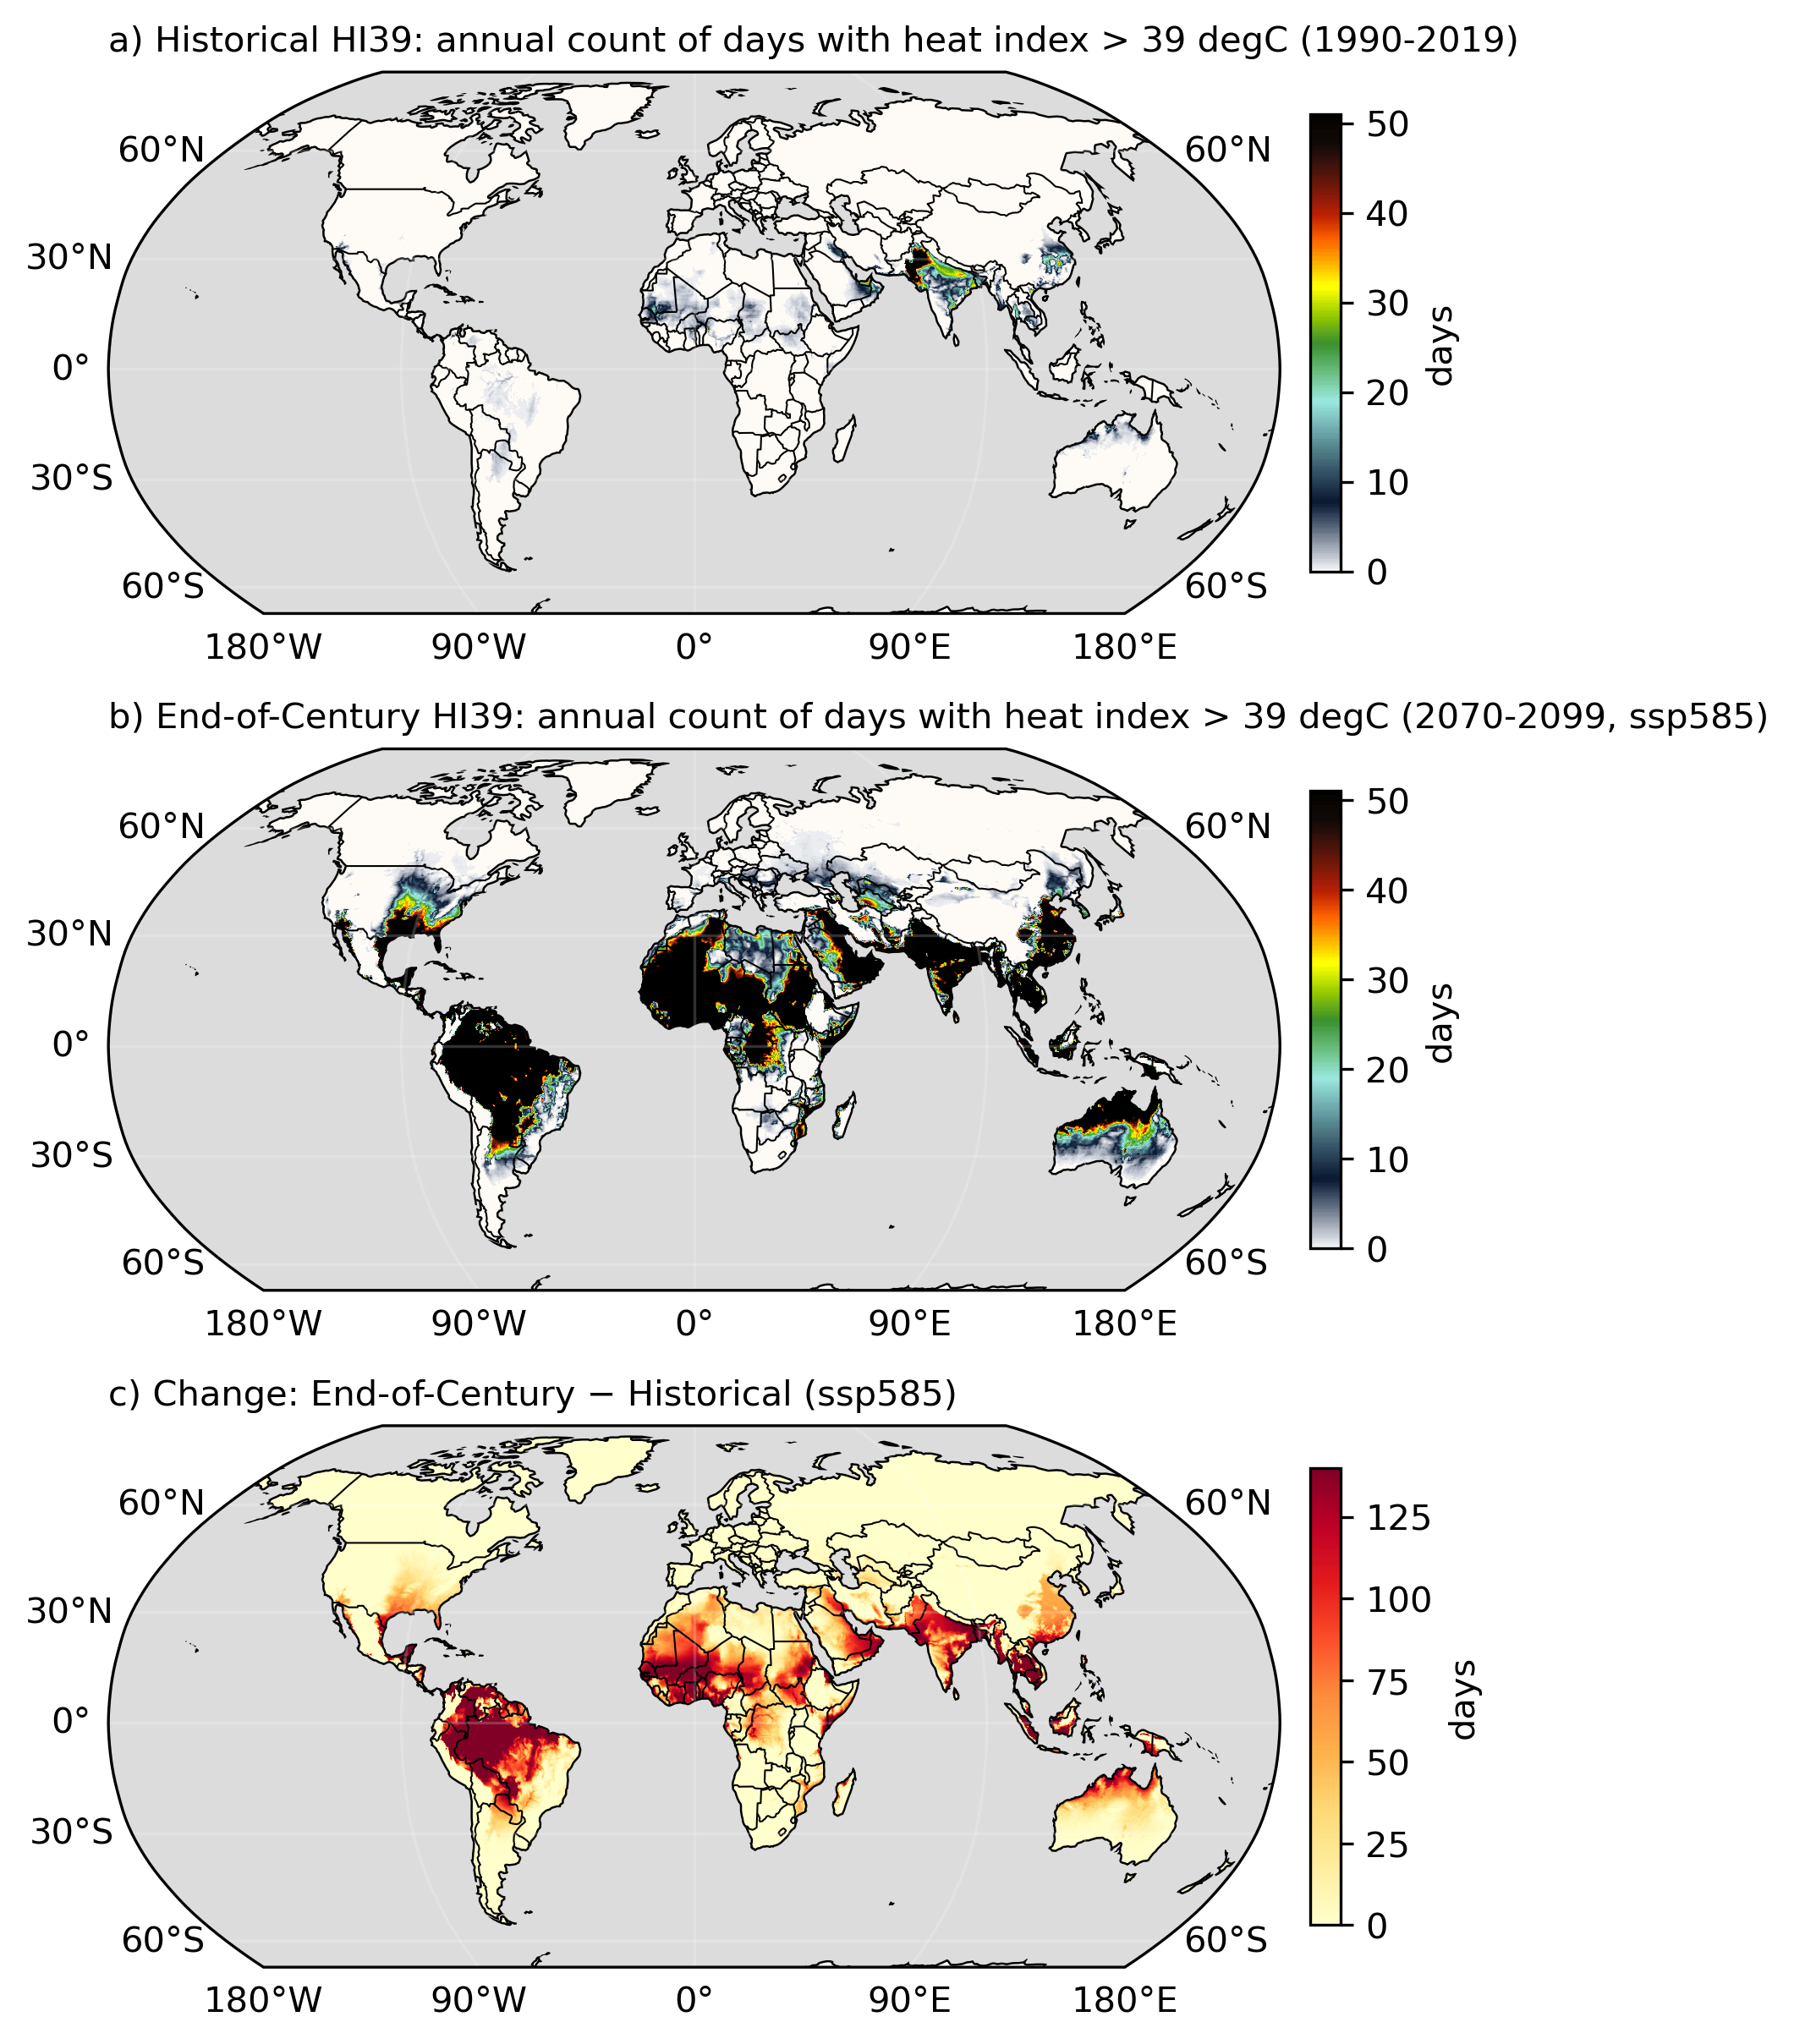 a) Historical HI39: annual count of days with heat index > 39 degC (1990-2019)
60°N 60°N
30°N
0°
30°S
60°S 60°S
180°W 90°W 0° 90°E 180°E
50
40
30
20
10
0
days
b) End-of-Century HI39: annual count of days with heat index > 39 degC (2070-2099, ssp585)
60°N 60°N
30°N
0°
30°S
60°S 60°S
180°W 90°W 0° 90°E 180°E
50
40
30
20
10
0
days
c) Change: End-of-Century − Historical (ssp585)
60°N 60°N
30°N
0°
30°S
60°S 60°S
180°W 90°W 0° 90°E 180°E
125
100
75
50
25
0
days